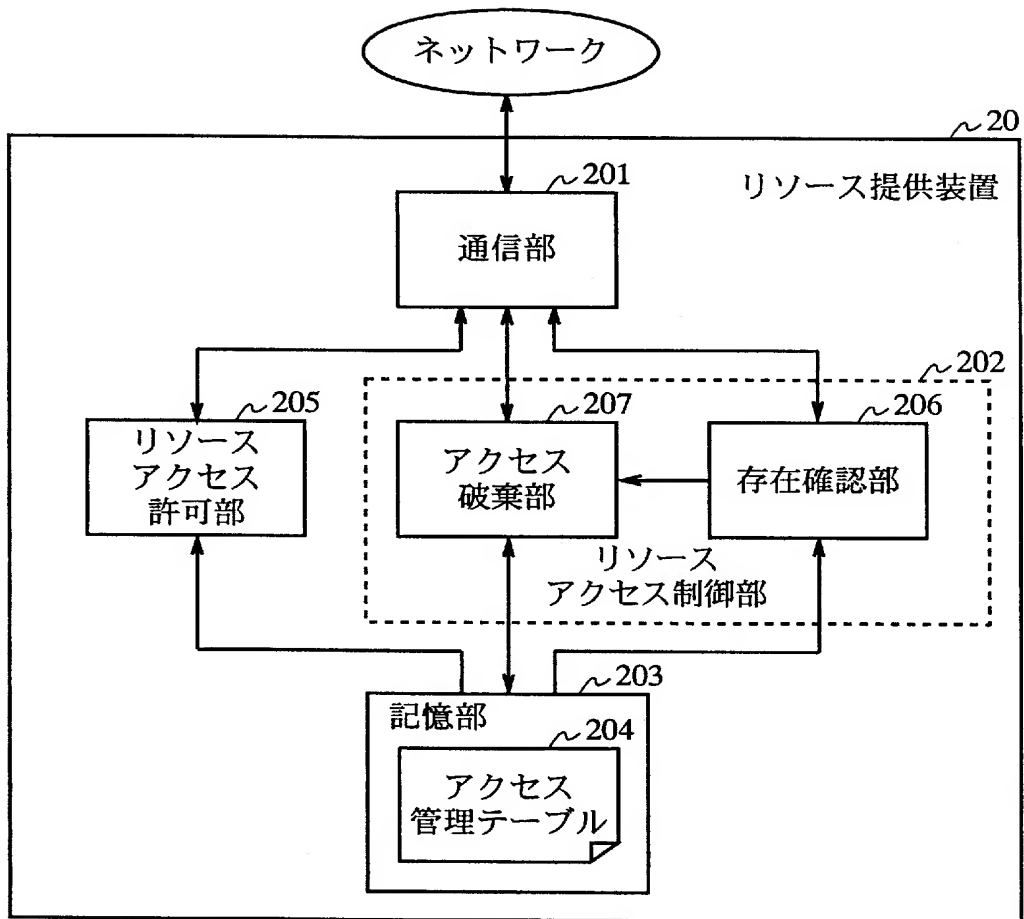 ネットワーク
20
リソース提供装置
201
通信部
202
205
リソース
アクセス
許可部
207
アクセス
破棄部
206
存在確認部
リソース
アクセス制御部
203
記憶部
204
アクセス
管理テーブル